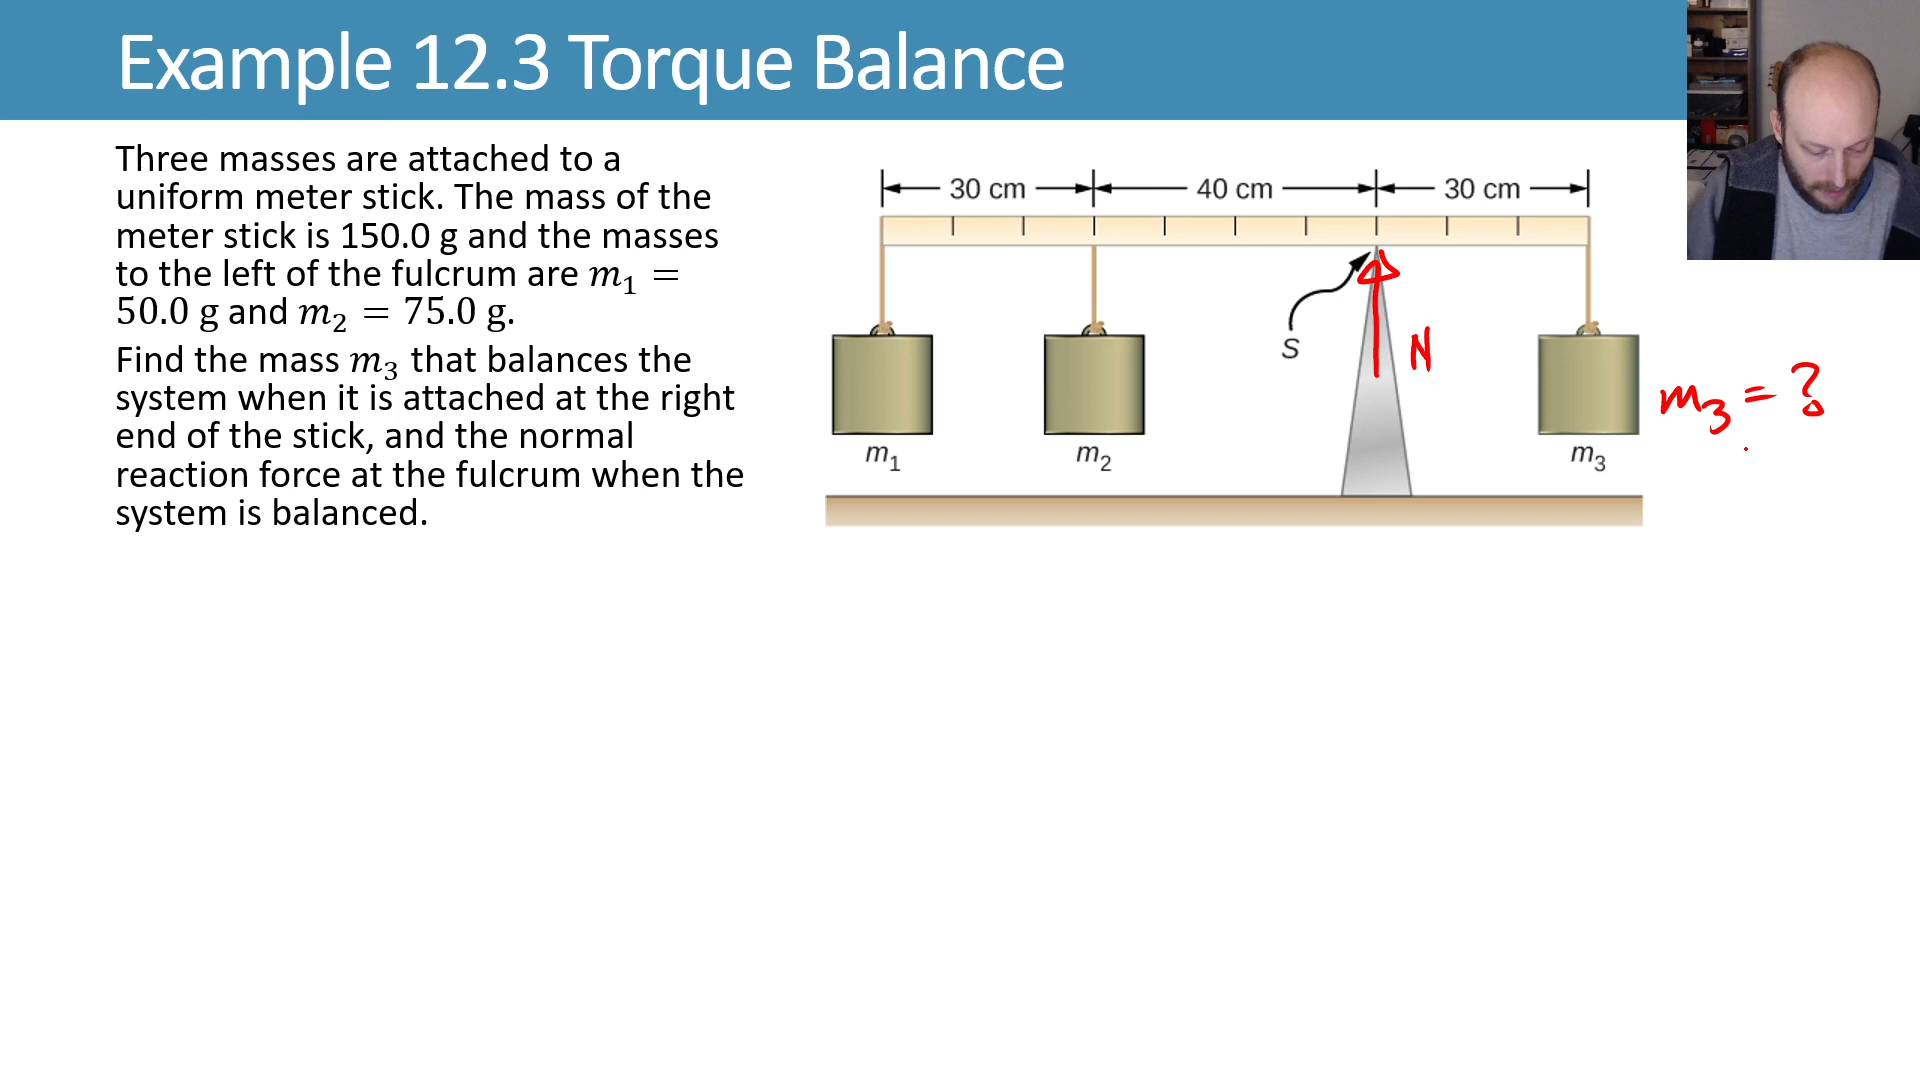 Example 12.3 Torque Balance
Three masses are attached to a
uniform meter stick. The mass of the
meter stick is 150.0 g and the masses
to the left of the fulcrum are m₁ =
50.0 g and m₂ = 75.0 g.
Find the mass m₃ that balances the
system when it is attached at the right
end of the stick, and the normal
reaction force at the fulcrum when the
system is balanced.
30 cm 40 cm 30 cm
S
N
m₃ = ?
m₁ m₂ m₃